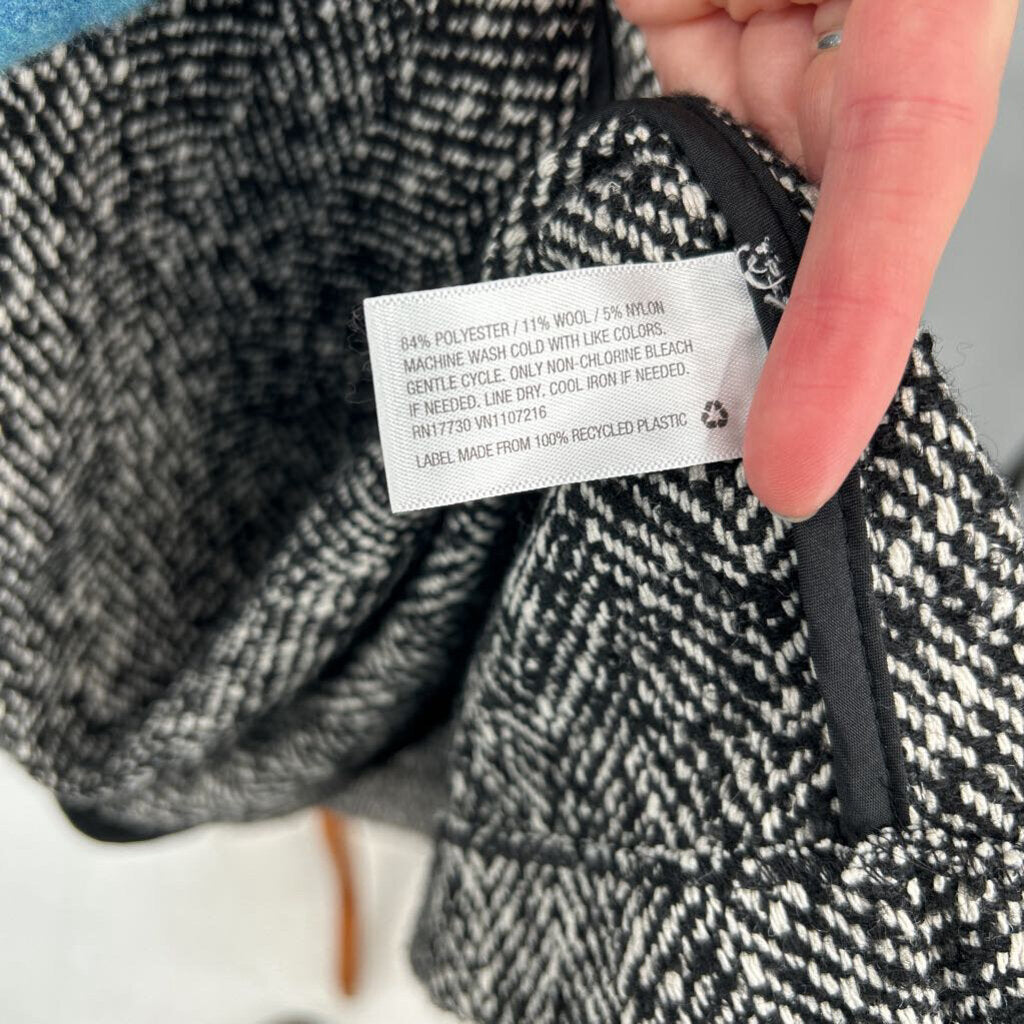 84% POLYESTER / 11% WOOL / 5% NYLON
MACHINE WASH COLD WITH LIKE COLORS.
GENTLE CYCLE. ONLY NON-CHLORINE BLEACH
IF NEEDED. LINE DRY. COOL IRON IF NEEDED.
RN17730 VN1107216
LABEL MADE FROM 100% RECYCLED PLASTIC